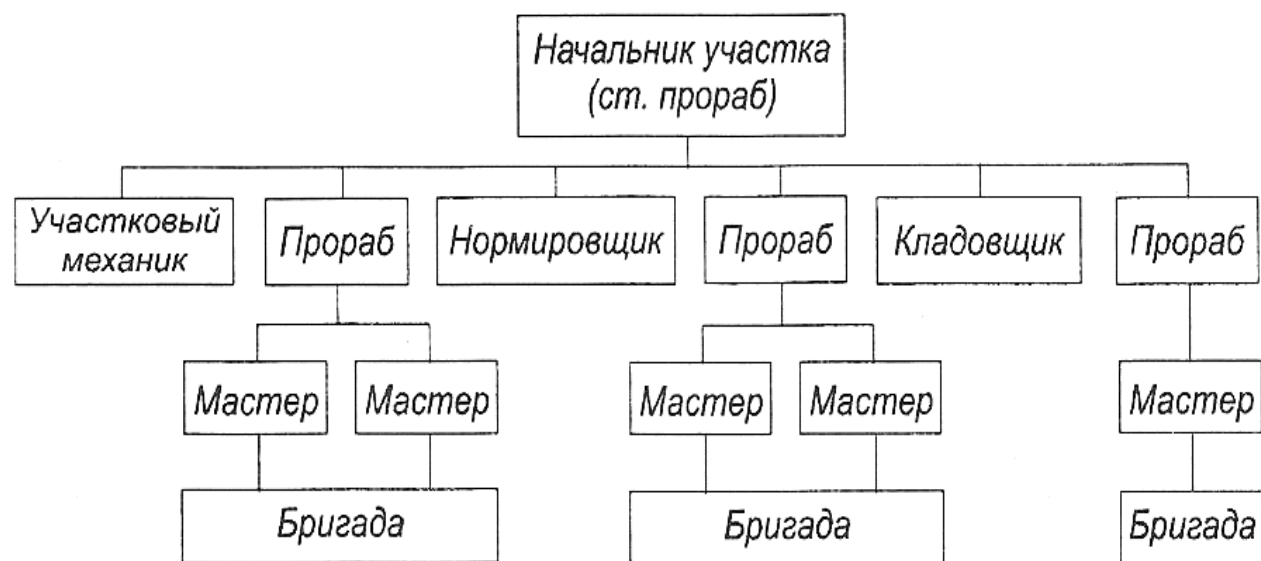 Начальник участка
(ст. прораб)
Участковый
механик
Прораб
Нормировщик
Прораб
Кладовщик
Прораб
Мастер
Мастер
Мастер
Мастер
Мастер
Бригада
Бригада
Бригада